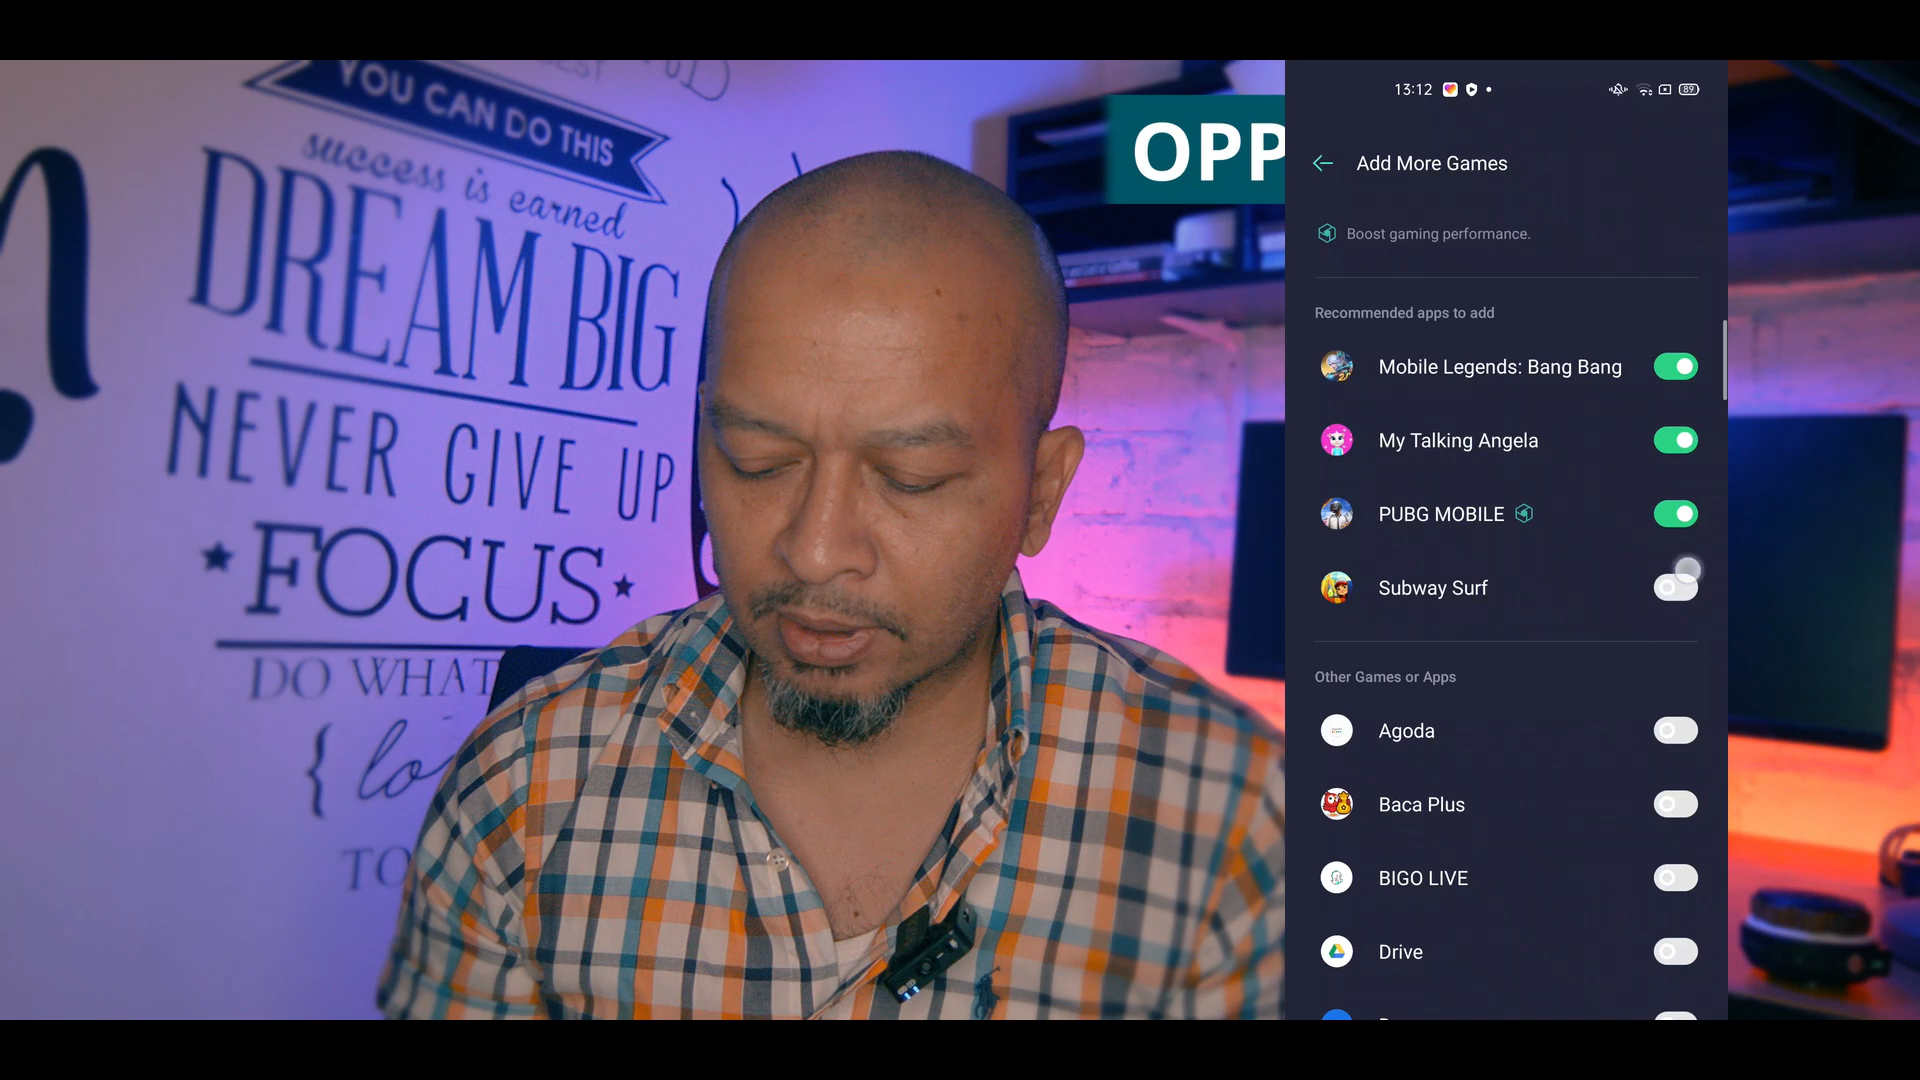 YOU CAN DO THIS
success is earned
DREAM BIG
NEVER GIVE UP
FOCUS
DO WHAT
{ lo
TO
OPP
13:12
89
Add More Games
Boost gaming performance.
Recommended apps to add
Mobile Legends: Bang Bang
My Talking Angela
PUBG MOBILE
Subway Surf
Other Games or Apps
Agoda
Baca Plus
BIGO LIVE
Drive